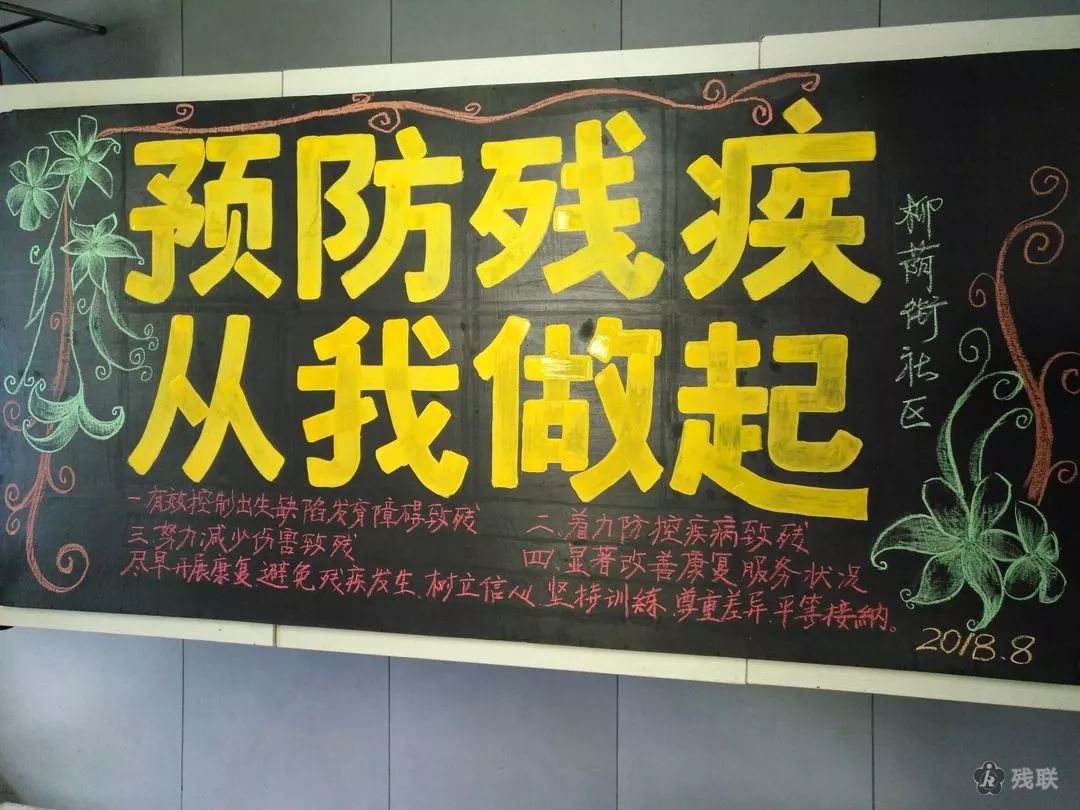 预防残疾
从我做起
柳荫街社区
一.有效控制出生缺陷发育障碍致残
二.着力防控疾病致残
三.努力减少伤害致残
四.显著改善康复服务状况
尽早开展康复,避免残疾发生.树立信心.坚持训练.尊重差异.平等接納。
2018.8
残联